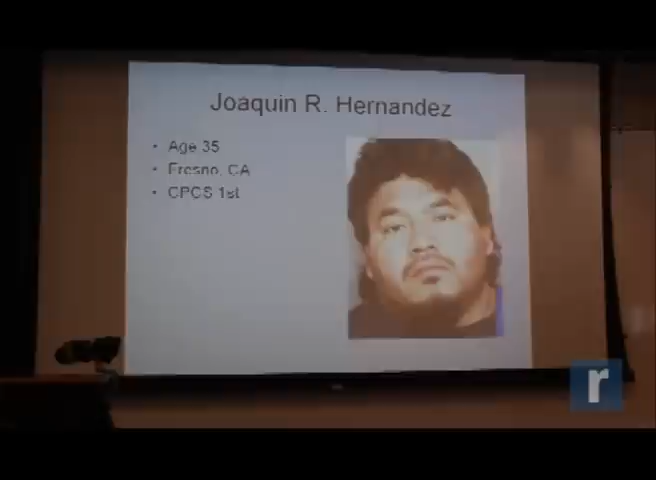 Joaquin R. Hernandez
• Age 35
• Fresno, CA
• CPCS 1st
r